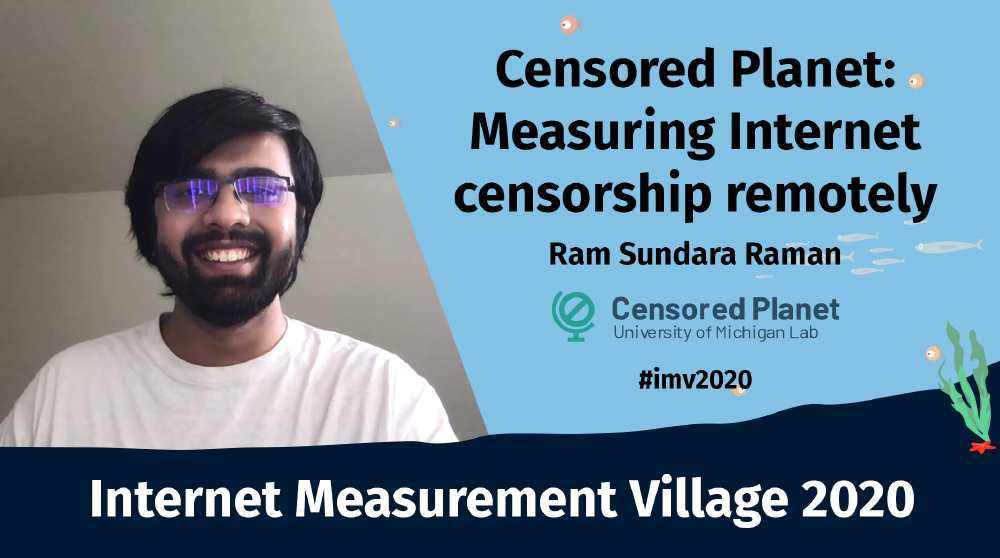 Censored Planet:
Measuring Internet
censorship remotely
Ram Sundara Raman
Censored Planet
University of Michigan Lab
#imv2020
Internet Measurement Village 2020